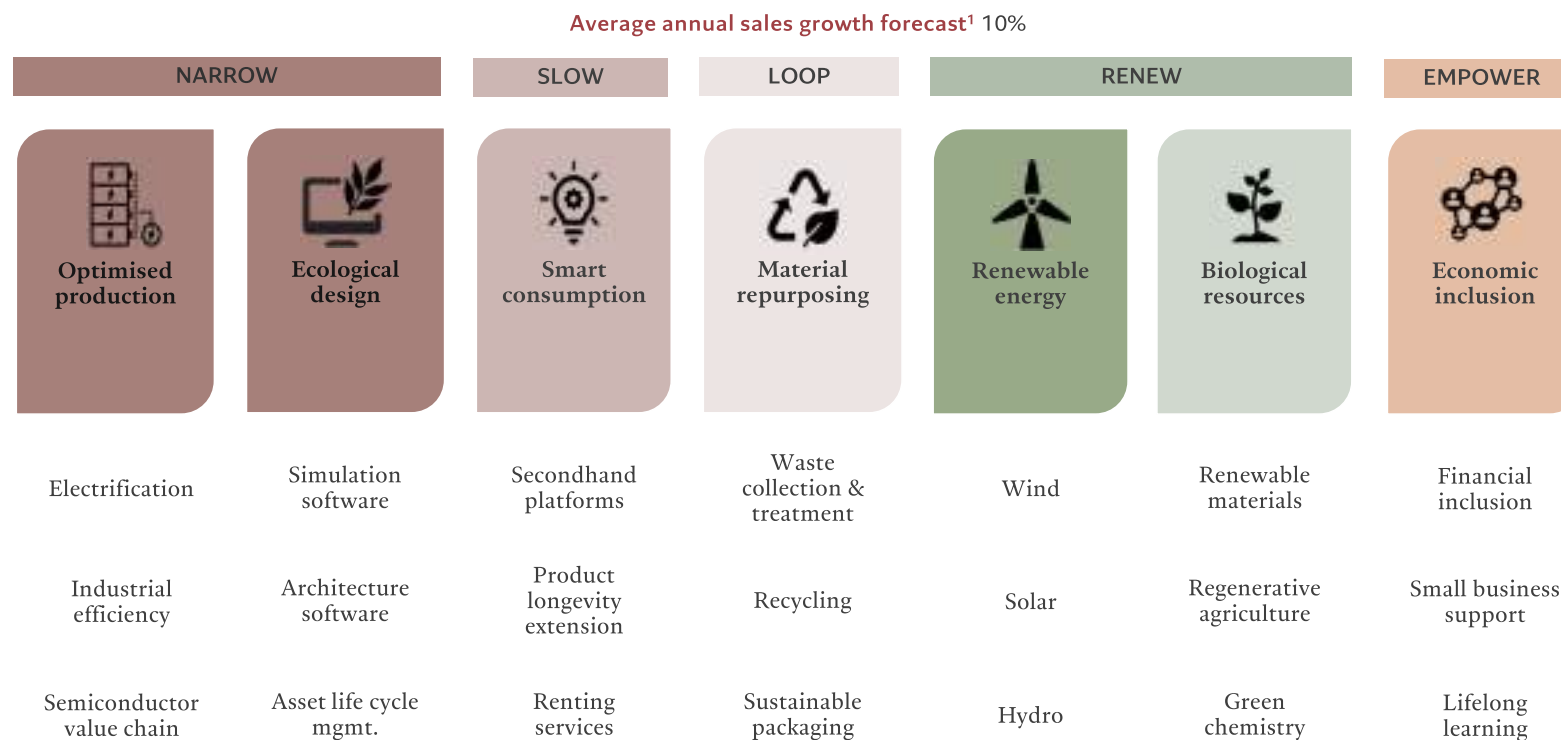 Average annual sales growth forecast¹ 10%
NARROW
SLOW
LOOP
RENEW
EMPOWER
Optimised
production
Ecological
design
Smart
consumption
Material
repurposing
Renewable
energy
Biological
resources
Economic
inclusion
Electrification
Simulation
software
Secondhand
platforms
Waste
collection &
treatment
Wind
Renewable
materials
Financial
inclusion
Industrial
efficiency
Architecture
software
Product
longevity
extension
Recycling
Solar
Regenerative
agriculture
Small business
support
Semiconductor
value chain
Asset life cycle
mgmt.
Renting
services
Sustainable
packaging
Hydro
Green
chemistry
Lifelong
learning